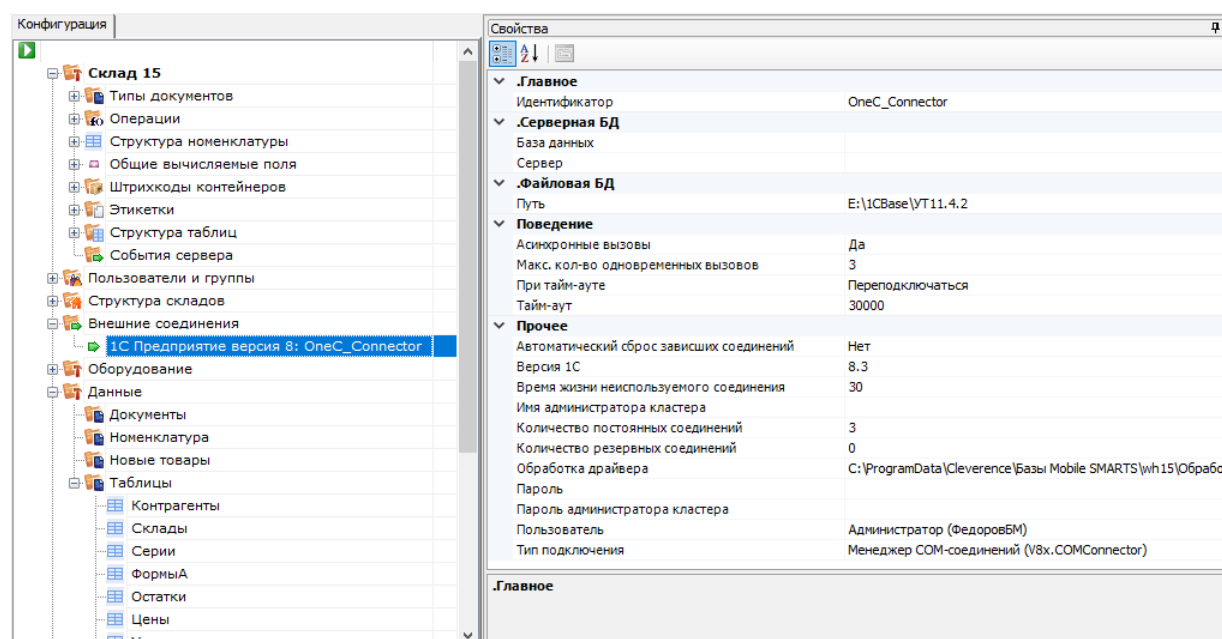 Конфигурация
Склад 15
Типы документов
Операции
Структура номенклатуры
Общие вычисляемые поля
Штрихкоды контейнеров
Этикетки
Структура таблиц
События сервера
Пользователи и группы
Структура складов
Внешние соединения
1С Предприятие версия 8: OneC_Connector
Оборудование
Данные
Документы
Номенклатура
Новые товары
Таблицы
Контрагенты
Склады
Серии
ФормыА
Остатки
Цены
Свойства
.Главное
Идентификатор OneC_Connector
.Серверная БД
База данных
Сервер
.Файловая БД
Путь E:\1CBase\УТ11.4.2
Поведение
Асинхронные вызовы Да
Макс. кол-во одновременных вызовов 3
При тайм-ауте Переподключаться
Тайм-аут 30000
Прочее
Автоматический сброс зависших соединений Нет
Версия 1С 8.3
Время жизни неиспользуемого соединения 30
Имя администратора кластера
Количество постоянных соединений 3
Количество резервных соединений 0
Обработка драйвера C:\ProgramData\Cleverence\Базы Mobile SMARTS\wh15\Обрабо
Пароль
Пароль администратора кластера
Пользователь Администратор (ФедоровБМ)
Тип подключения Менеджер COM-соединений (V8x.COMConnector)
.Главное